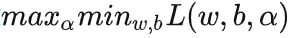 max_α min_{w,b} L(w, b, α)